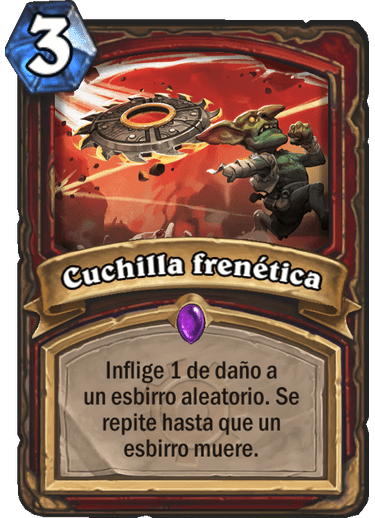 3
Cuchilla frenética
Inflige 1 de daño a
un esbirro aleatorio. Se
repite hasta que un
esbirro muere.